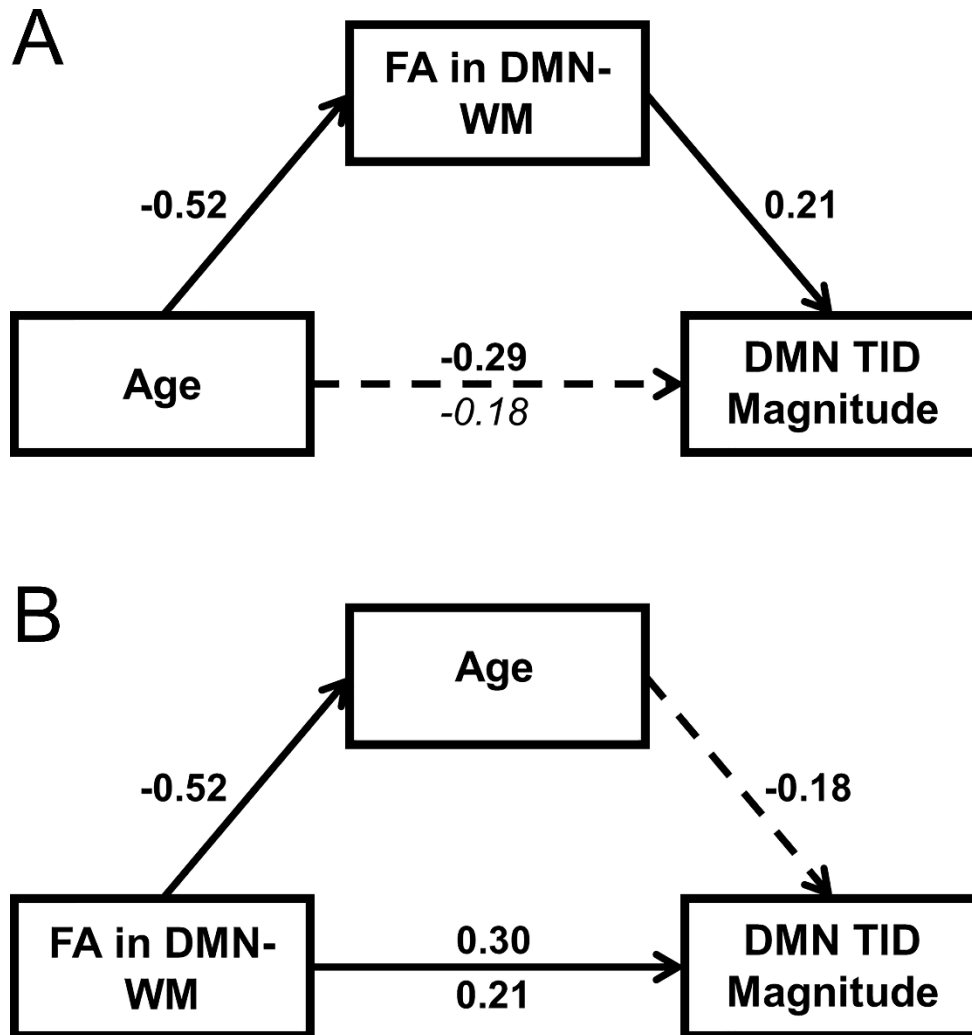 A
FA in DMN-
WM
-0.52
0.21
Age
-0.29
-0.18
DMN TID
Magnitude
B
Age
-0.52
-0.18
FA in DMN-
WM
0.30
0.21
DMN TID
Magnitude